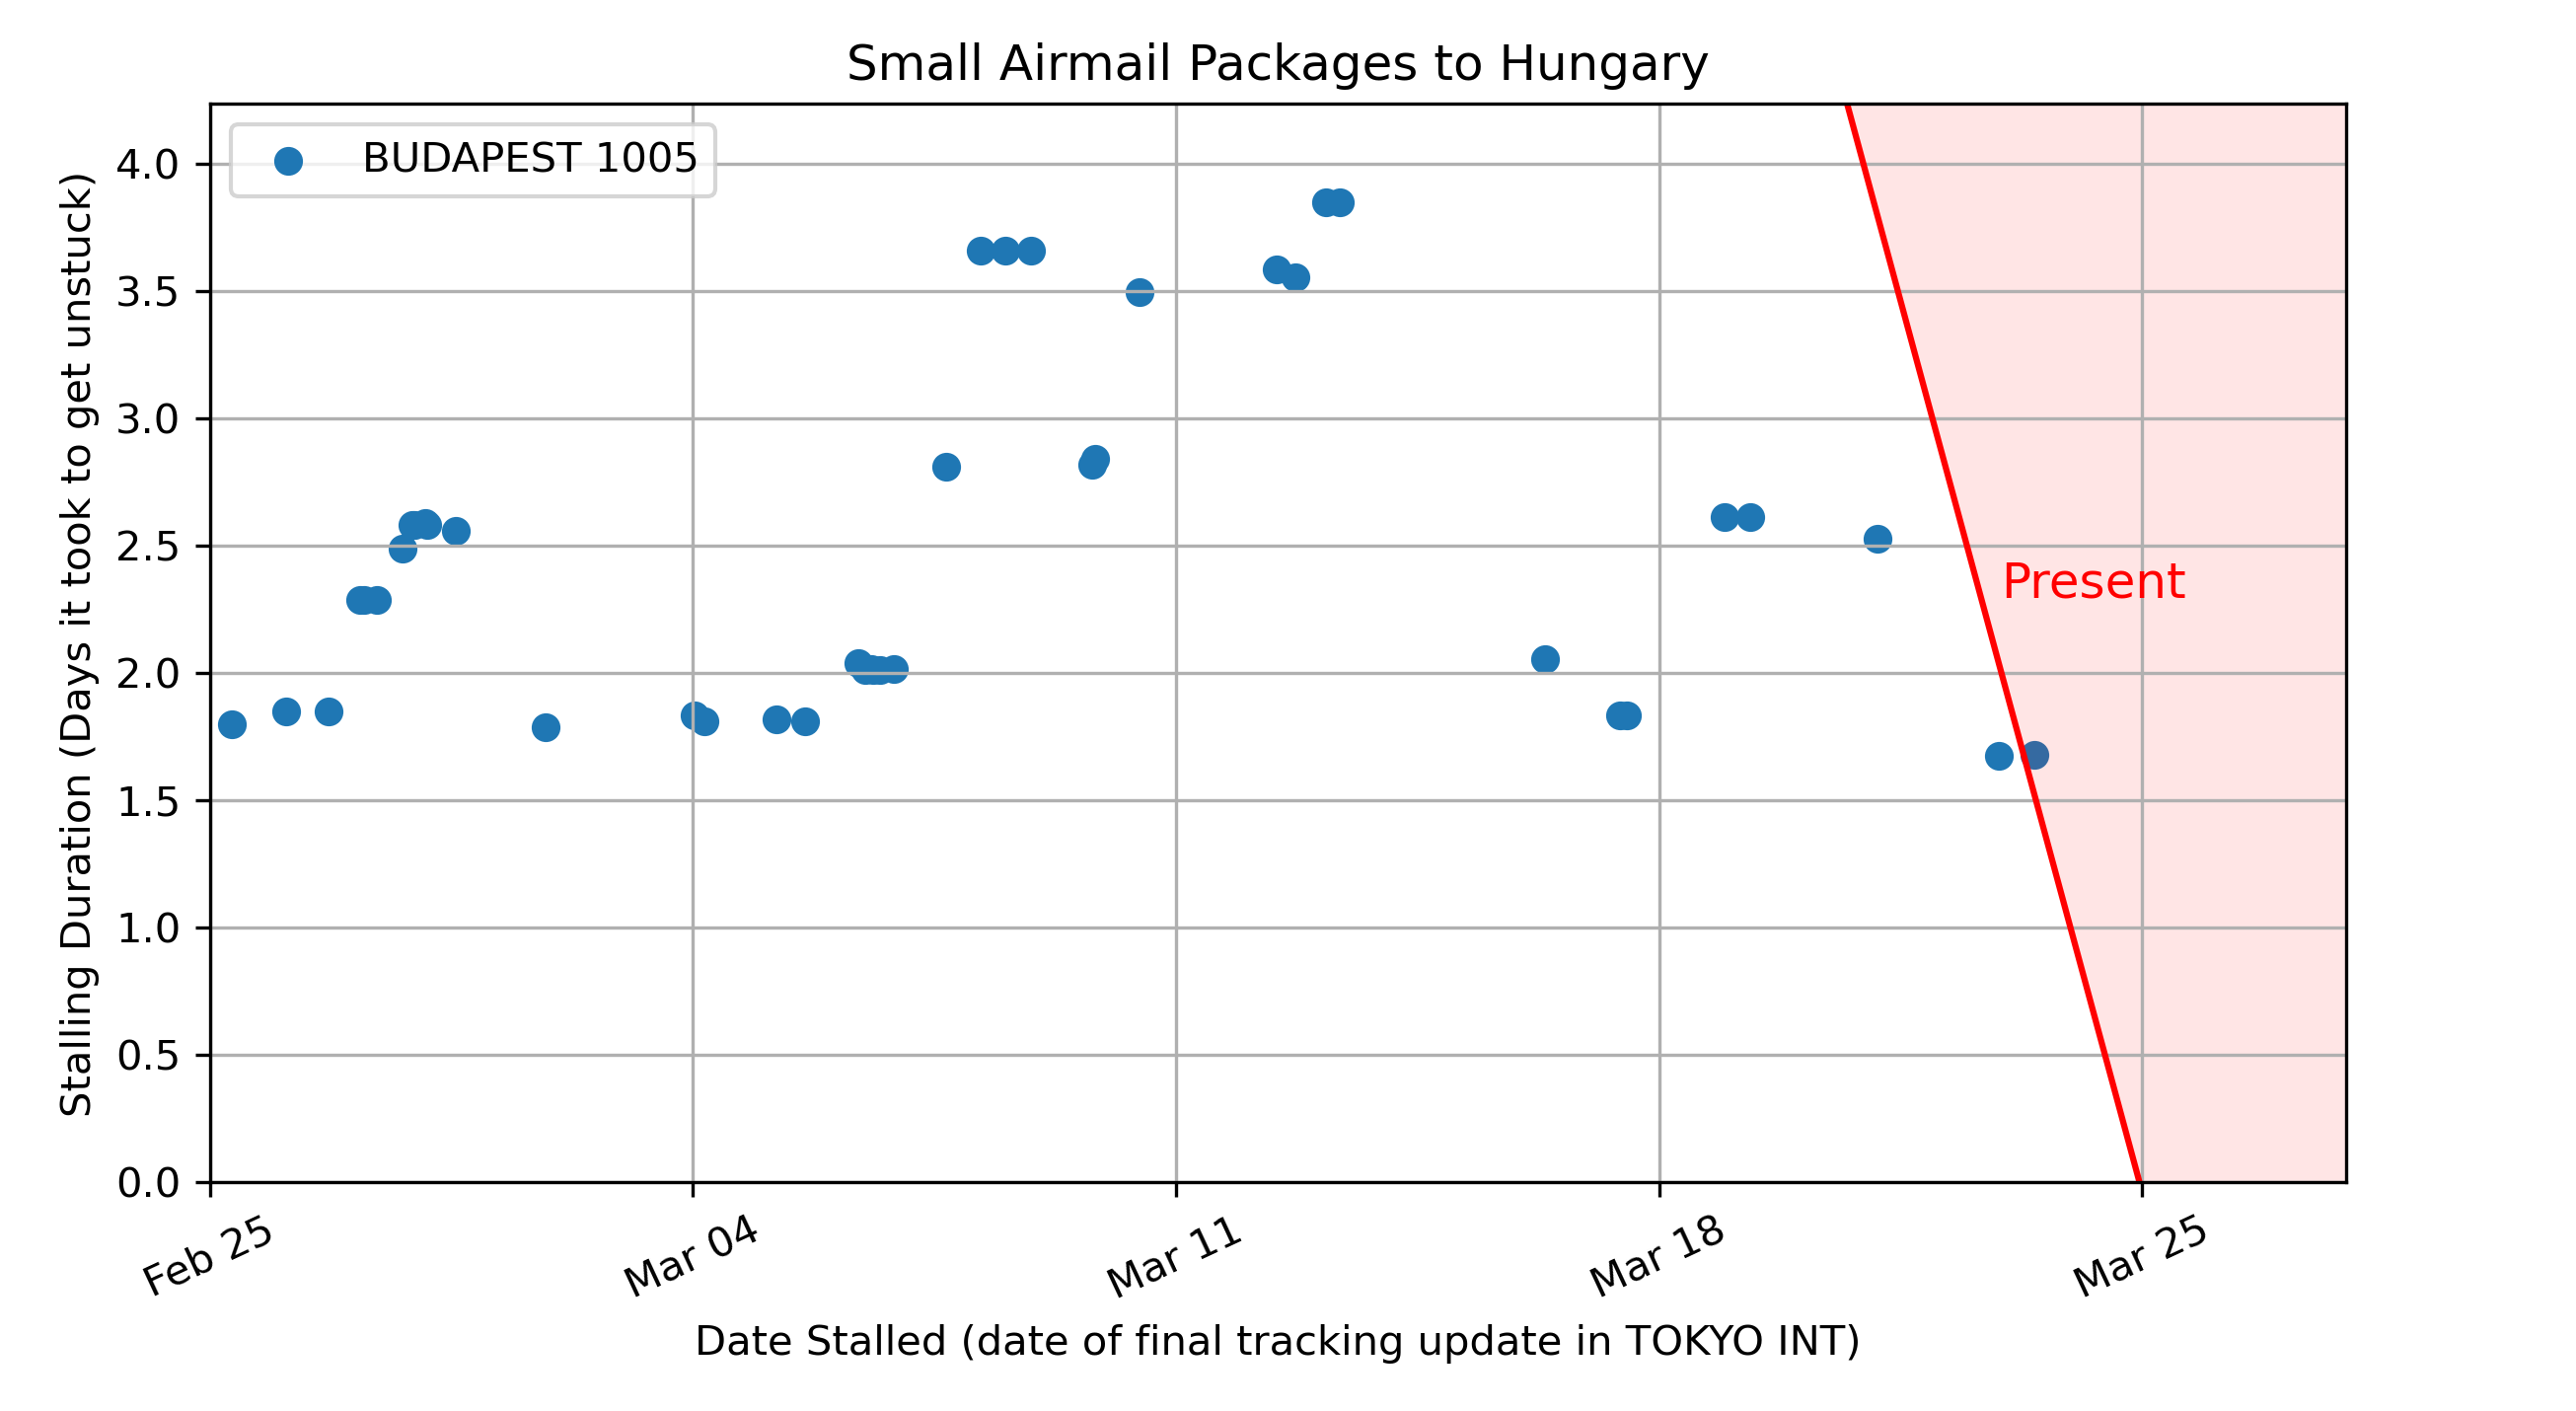 Small Airmail Packages to Hungary
BUDAPEST 1005
Stalling Duration (Days it took to get unstuck)
4.0
3.5
3.0
2.5
2.0
1.5
1.0
0.5
0.0
Present
Feb 25
Mar 04
Mar 11
Mar 18
Mar 25
Date Stalled (date of final tracking update in TOKYO INT)